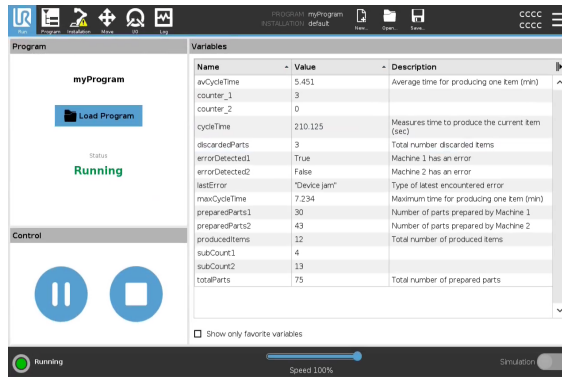 UR
PROGRAM myProgram
INSTALLATION default
CCCC
CCCC
Run
Program
Installation
Move
I/O
Log
New...
Open...
Save...
Program
Variables
myProgram
Load Program
Status
Running
Name Value Description
avCycleTime 5.451 Average time for producing one item (min)
counter_1 3
counter_2 0
cycleTime 210.125 Measures time to produce the current item
(sec)
discardedParts 3 Total number discarded items
errorDetected1 True Machine 1 has an error
errorDetected2 False Machine 2 has an error
lastError "Device jam" Type of latest encountered error
maxCycleTime 7.234 Maximum time for producing one item (min)
preparedParts1 30 Number of parts prepared by Machine 1
preparedParts2 43 Number of parts prepared by Machine 2
producedItems 12 Total number of produced items
subCount1 4
subCount2 13
totalParts 75 Total number of prepared parts
Control
Show only favorite variables
Running
Speed 100%
Simulation